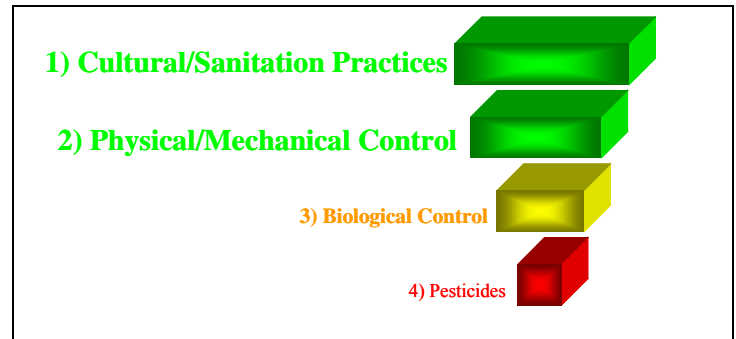 1) Cultural/Sanitation Practices
2) Physical/Mechanical Control
3) Biological Control
4) Pesticides